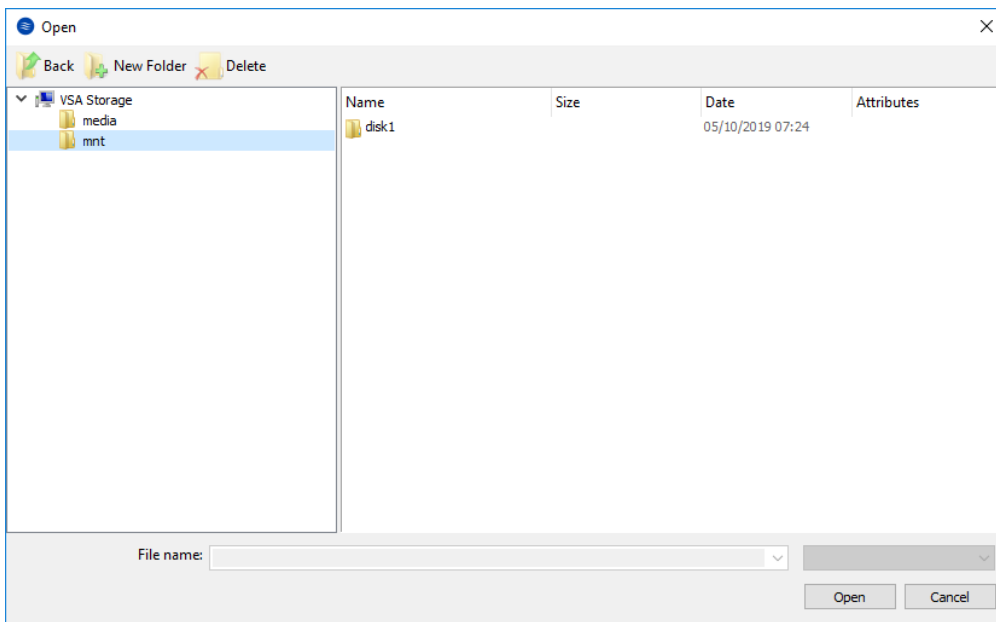 Open
Back New Folder Delete
VSA Storage
media
mnt
Name Size Date Attributes
disk1 05/10/2019 07:24
File name:
Open Cancel